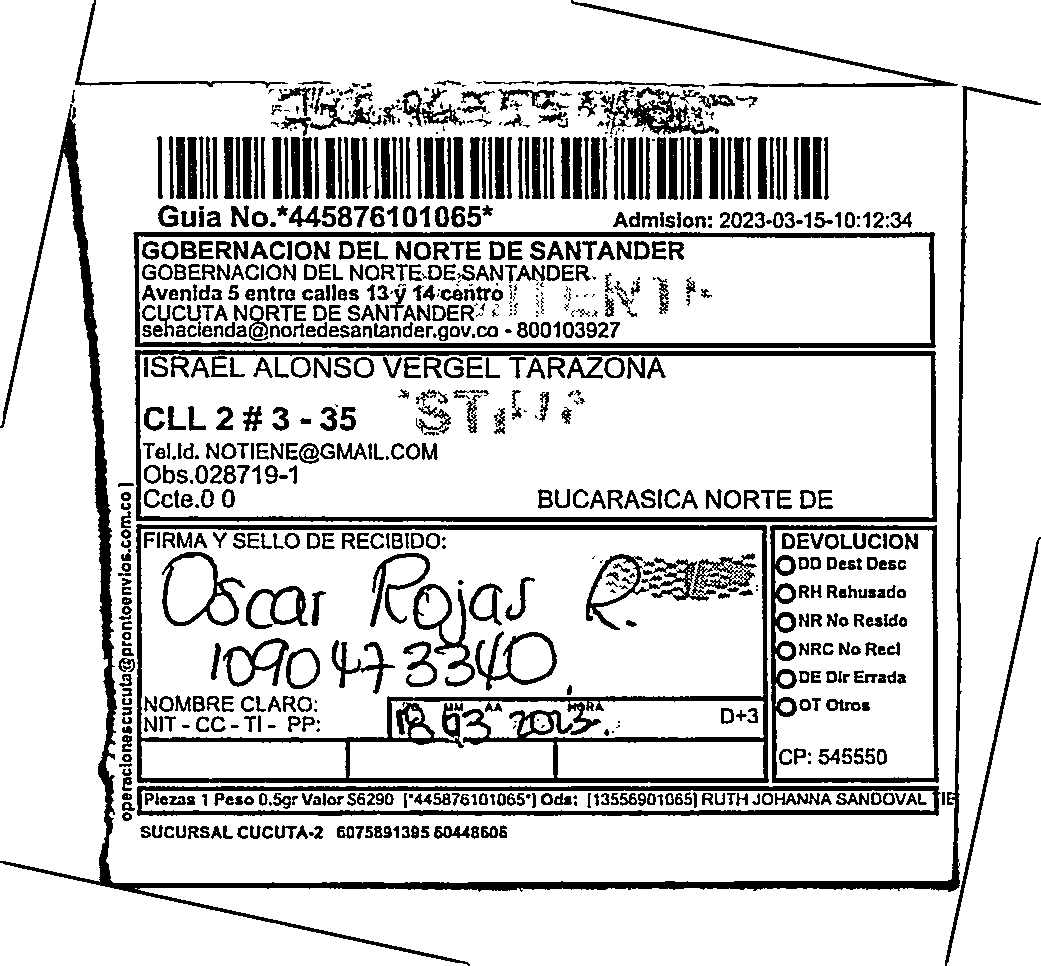 Guia No.*445876101065*
Admision: 2023-03-15-10:12:34
GOBERNACION DEL NORTE DE SANTANDER
GOBERNACION DEL NORTE DE SANTANDER
Avenida 5 entre calles 13 y 14 centro
CUCUTA NORTE DE SANTANDER
sehacienda@nortedesantander.gov.co - 800103927
ISRAEL ALONSO VERGEL TARAZONA
CLL 2 # 3 - 35
Tel.Id. NOTIENE@GMAIL.COM
Obs.028719-1
Ccte.0 0
BUCARASICA NORTE DE
operacionescucuta@prontoenvios.com.co
FIRMA Y SELLO DE RECIBIDO:
Oscar Rojas R.
1090473340
NOMBRE CLARO:
NIT - CC - TI - PP:
MM AA HORA
18 03 2023.
D+3
DEVOLUCION
DD Dest Desc
RH Rehusado
NR No Reside
NRC No Recl
DE Dir Errada
OT Otros
CP: 545550
Piezas 1 Peso 0.5gr Valor $6290 [*445876101065*] Ods: [13556901065] RUTH JOHANNA SANDOVAL TIB
SUCURSAL CUCUTA-2 6075891395 60448606